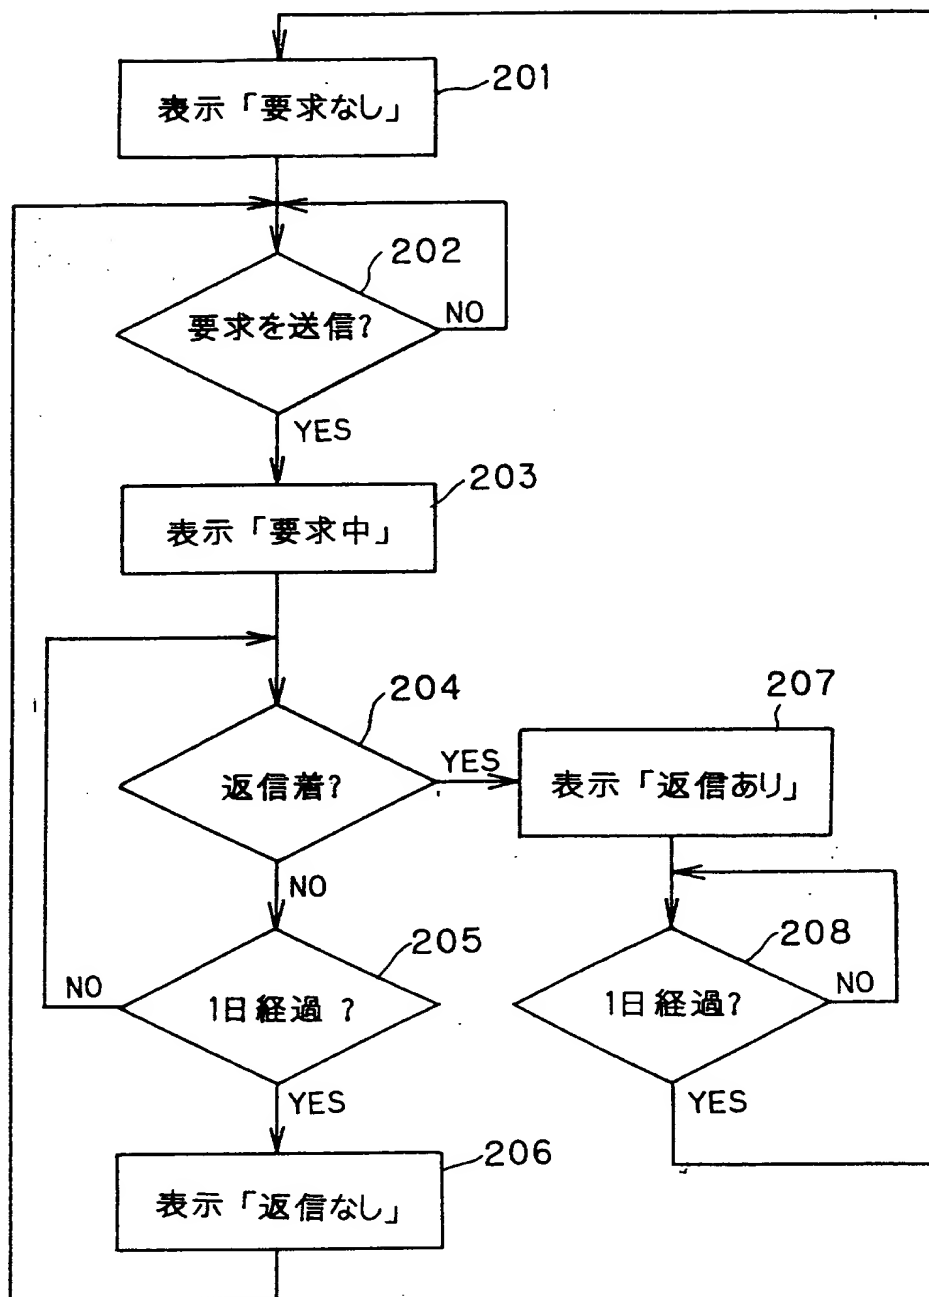 201
表示「要求なし」
202
要求を送信?
NO
YES
203
表示「要求中」
204
返信着?
YES
NO
207
表示「返信あり」
205
1日経過 ?
NO
YES
208
1日経過?
NO
YES
206
表示「返信なし」